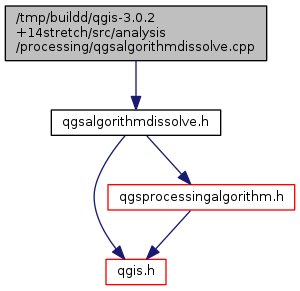 /tmp/buildd/qgis-3.0.2
+14stretch/src/analysis
/processing/qgsalgorithmdissolve.cpp
qgsalgorithmdissolve.h
qgsprocessingalgorithm.h
qgis.h